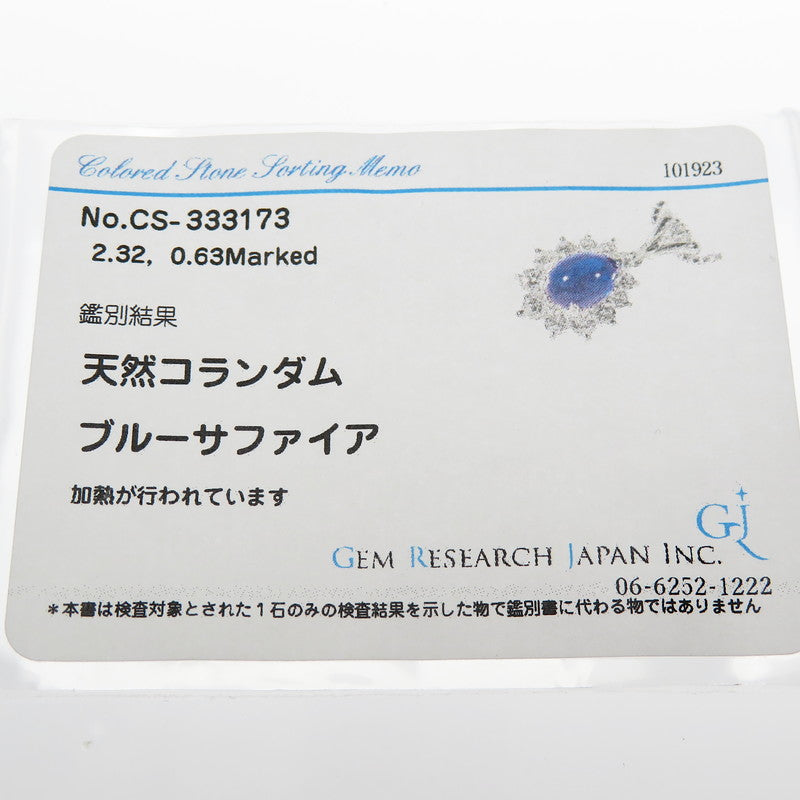 Colored Stone Sorting Memo
101923
No.CS-333173
2.32, 0.63Marked
鑑別結果
天然コランダム
ブルーサファイア
加熱が行われています
GJ
GEM RESEARCH JAPAN INC.
06-6252-1222
*本書は検査対象とされた1石のみの検査結果を示した物で鑑別書に代わる物ではありません